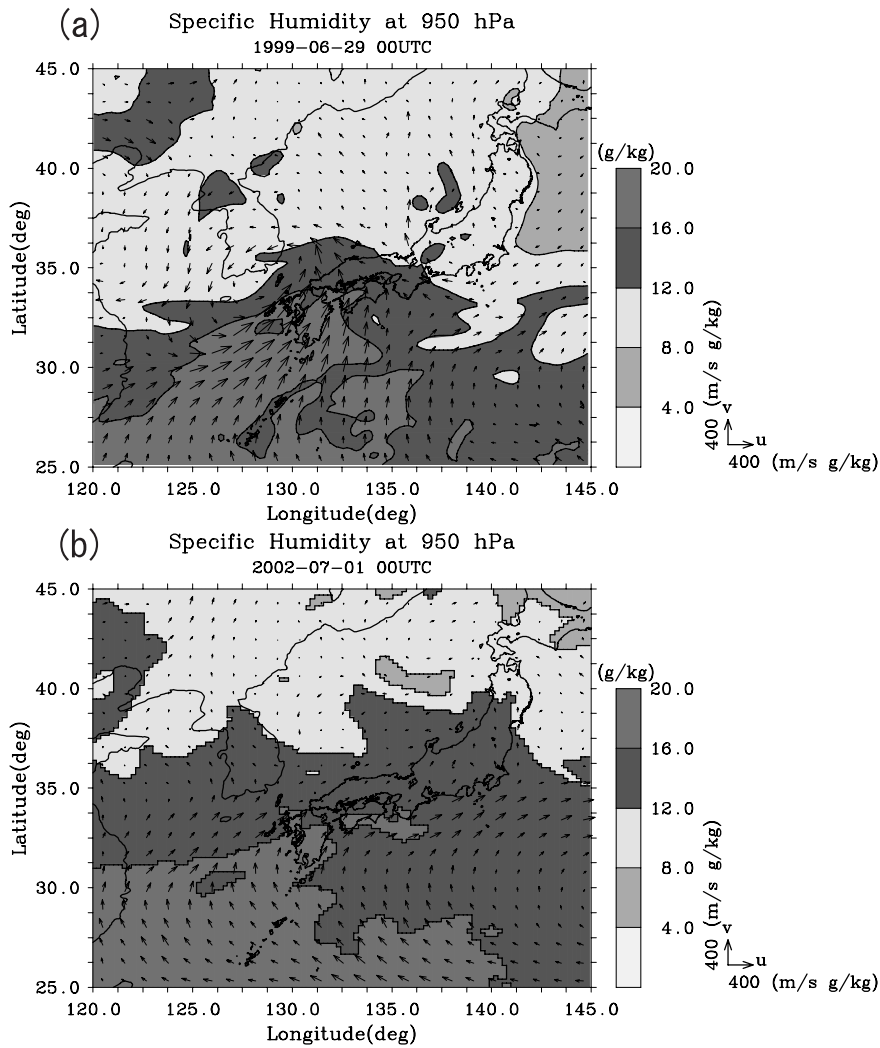 (a)
Specific Humidity at 950 hPa
1999-06-29 00UTC
45.0
40.0
35.0
30.0
25.0
Latitude(deg)
120.0 125.0 130.0 135.0 140.0 145.0
Longitude(deg)
(g/kg)
20.0
16.0
12.0
8.0
4.0
400 (m/s g/kg)
v
u
400 (m/s g/kg)
(b)
Specific Humidity at 950 hPa
2002-07-01 00UTC
45.0
40.0
35.0
30.0
25.0
Latitude(deg)
120.0 125.0 130.0 135.0 140.0 145.0
Longitude(deg)
(g/kg)
20.0
16.0
12.0
8.0
4.0
400 (m/s g/kg)
v
u
400 (m/s g/kg)